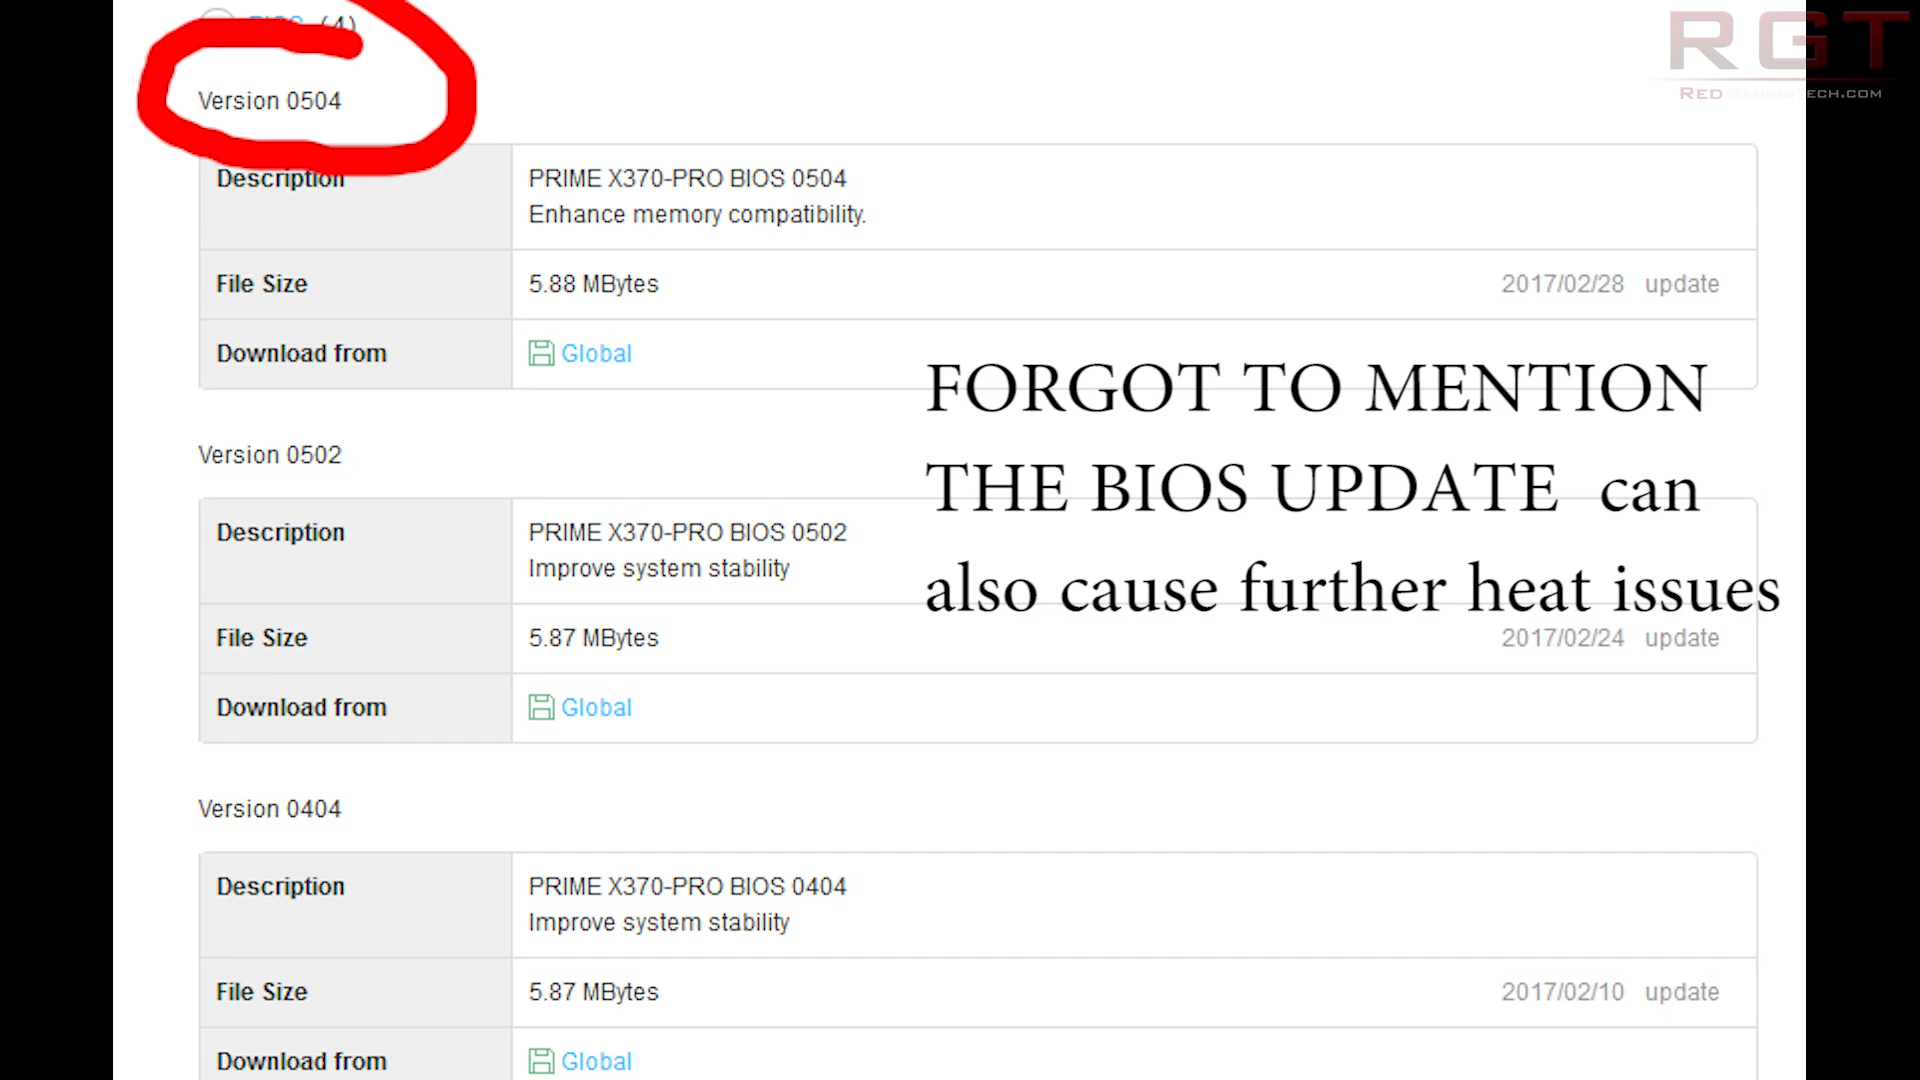 BIOS (4)
RGT
REDGAMINGTECH.COM
Version 0504
Description
PRIME X370-PRO BIOS 0504
Enhance memory compatibility.
File Size
5.88 MBytes
2017/02/28 update
Download from
Global
FORGOT TO MENTION
THE BIOS UPDATE can
also cause further heat issues
Version 0502
Description
PRIME X370-PRO BIOS 0502
Improve system stability
File Size
5.87 MBytes
2017/02/24 update
Download from
Global
Version 0404
Description
PRIME X370-PRO BIOS 0404
Improve system stability
File Size
5.87 MBytes
2017/02/10 update
Download from
Global